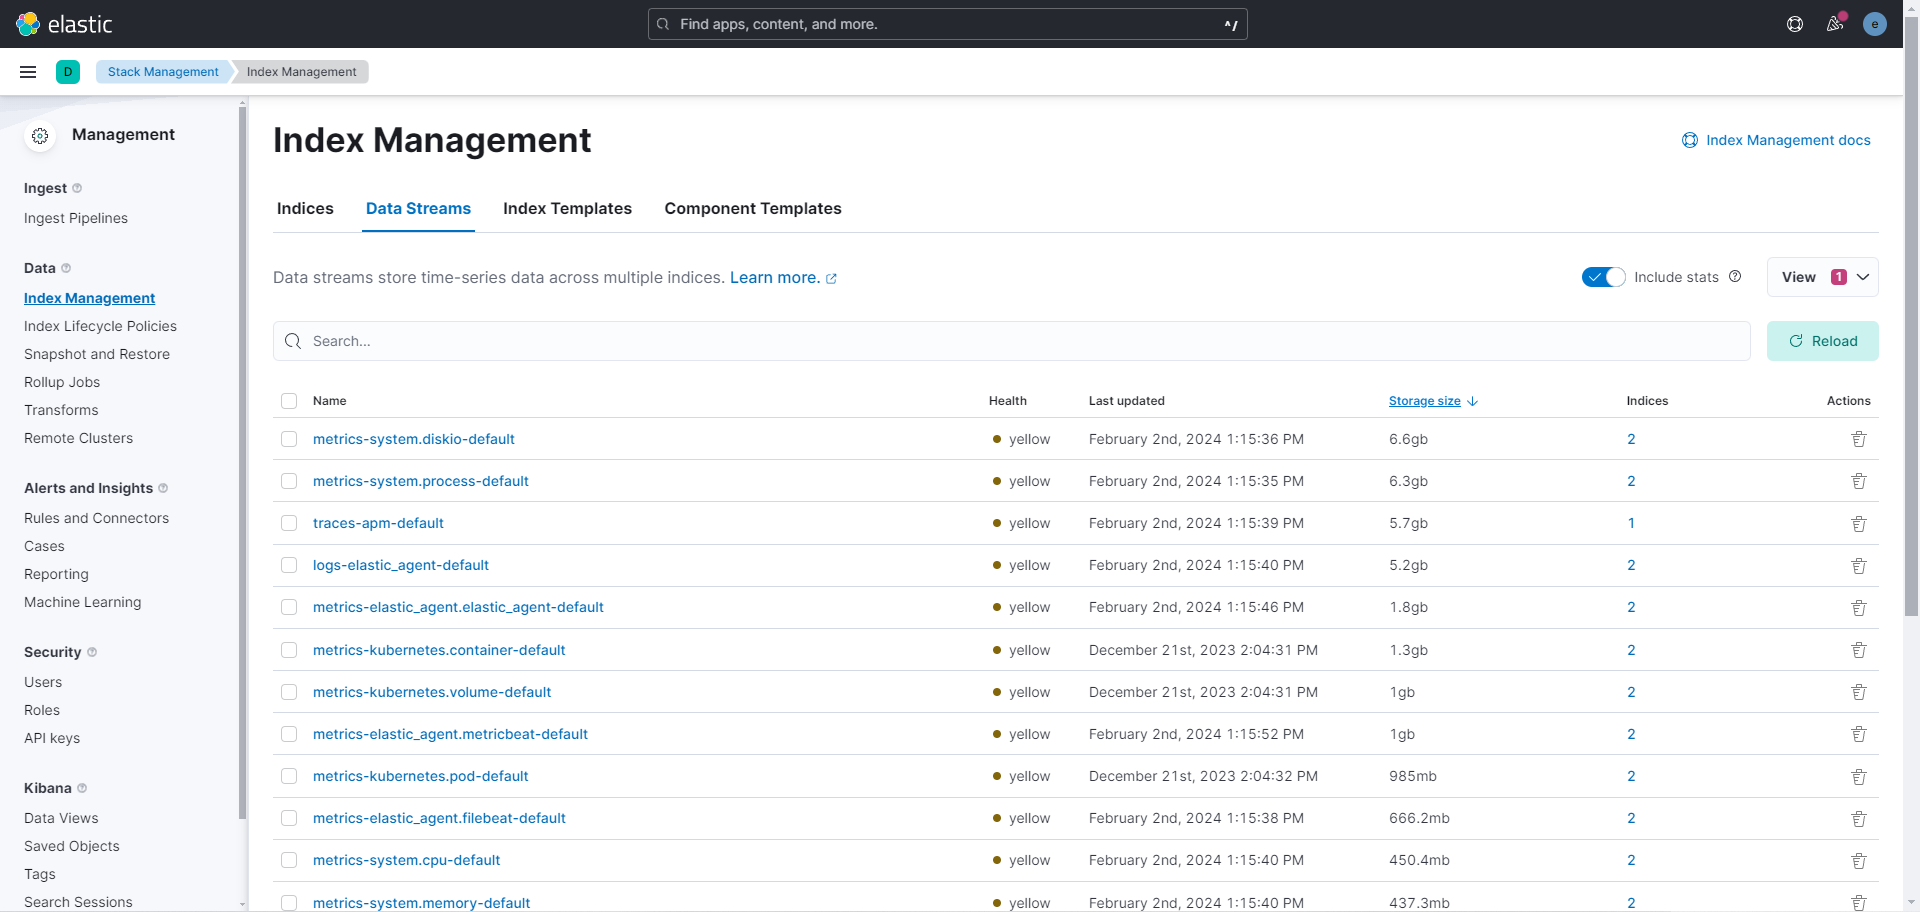 elastic
Find apps, content, and more.
^/
e
D
Stack Management
Index Management
Management
Ingest
Ingest Pipelines
Data
Index Management
Index Lifecycle Policies
Snapshot and Restore
Rollup Jobs
Transforms
Remote Clusters
Alerts and Insights
Rules and Connectors
Cases
Reporting
Machine Learning
Security
Users
Roles
API keys
Kibana
Data Views
Saved Objects
Tags
Search Sessions
Index Management
Index Management docs
Indices Data Streams Index Templates Component Templates
Data streams store time-series data across multiple indices. Learn more.
Include stats
View 1
Search...
Reload
Name Health Last updated Storage size Indices Actions
metrics-system.diskio-default yellow February 2nd, 2024 1:15:36 PM 6.6gb 2
metrics-system.process-default yellow February 2nd, 2024 1:15:35 PM 6.3gb 2
traces-apm-default yellow February 2nd, 2024 1:15:39 PM 5.7gb 1
logs-elastic_agent-default yellow February 2nd, 2024 1:15:40 PM 5.2gb 2
metrics-elastic_agent.elastic_agent-default yellow February 2nd, 2024 1:15:46 PM 1.8gb 2
metrics-kubernetes.container-default yellow December 21st, 2023 2:04:31 PM 1.3gb 2
metrics-kubernetes.volume-default yellow December 21st, 2023 2:04:31 PM 1gb 2
metrics-elastic_agent.metricbeat-default yellow February 2nd, 2024 1:15:52 PM 1gb 2
metrics-kubernetes.pod-default yellow December 21st, 2023 2:04:32 PM 985mb 2
metrics-elastic_agent.filebeat-default yellow February 2nd, 2024 1:15:38 PM 666.2mb 2
metrics-system.cpu-default yellow February 2nd, 2024 1:15:40 PM 450.4mb 2
metrics-system.memory-default yellow February 2nd, 2024 1:15:40 PM 437.3mb 2